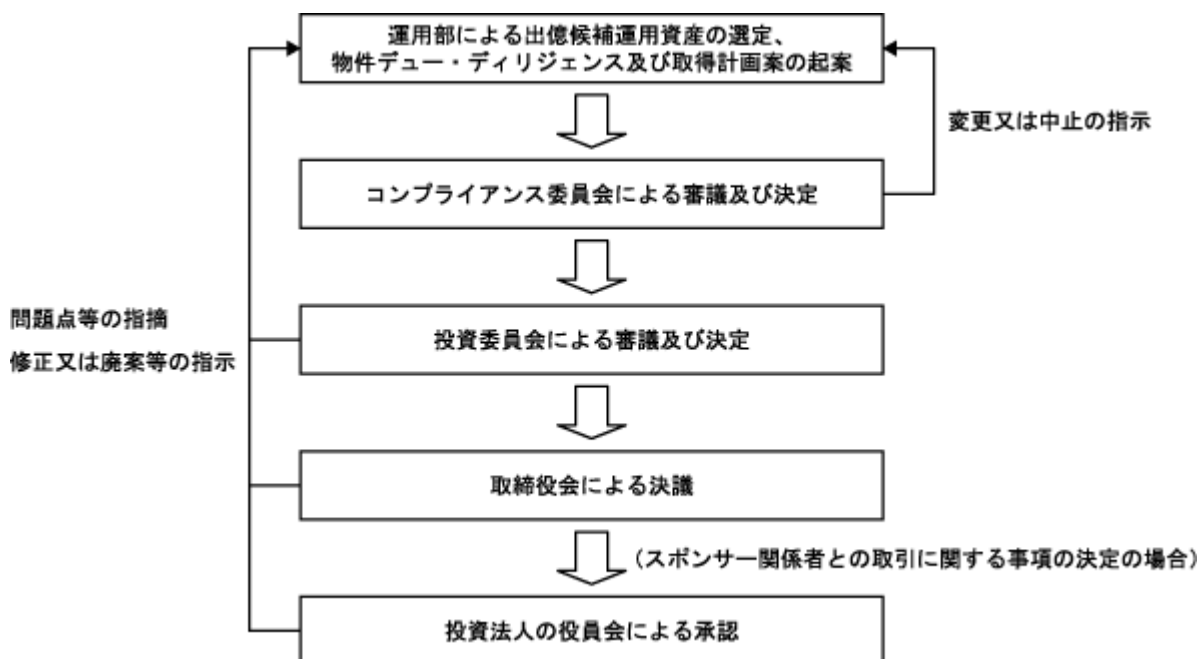 運用部による出億候補運用資産の選定、
物件デュー・ディリジェンス及び取得計画案の起案
変更又は中止の指示
コンプライアンス委員会による審議及び決定
問題点等の指摘
修正又は廃案等の指示
投資委員会による審議及び決定
取締役会による決議
(スポンサー関係者との取引に関する事項の決定の場合)
投資法人の役員会による承認